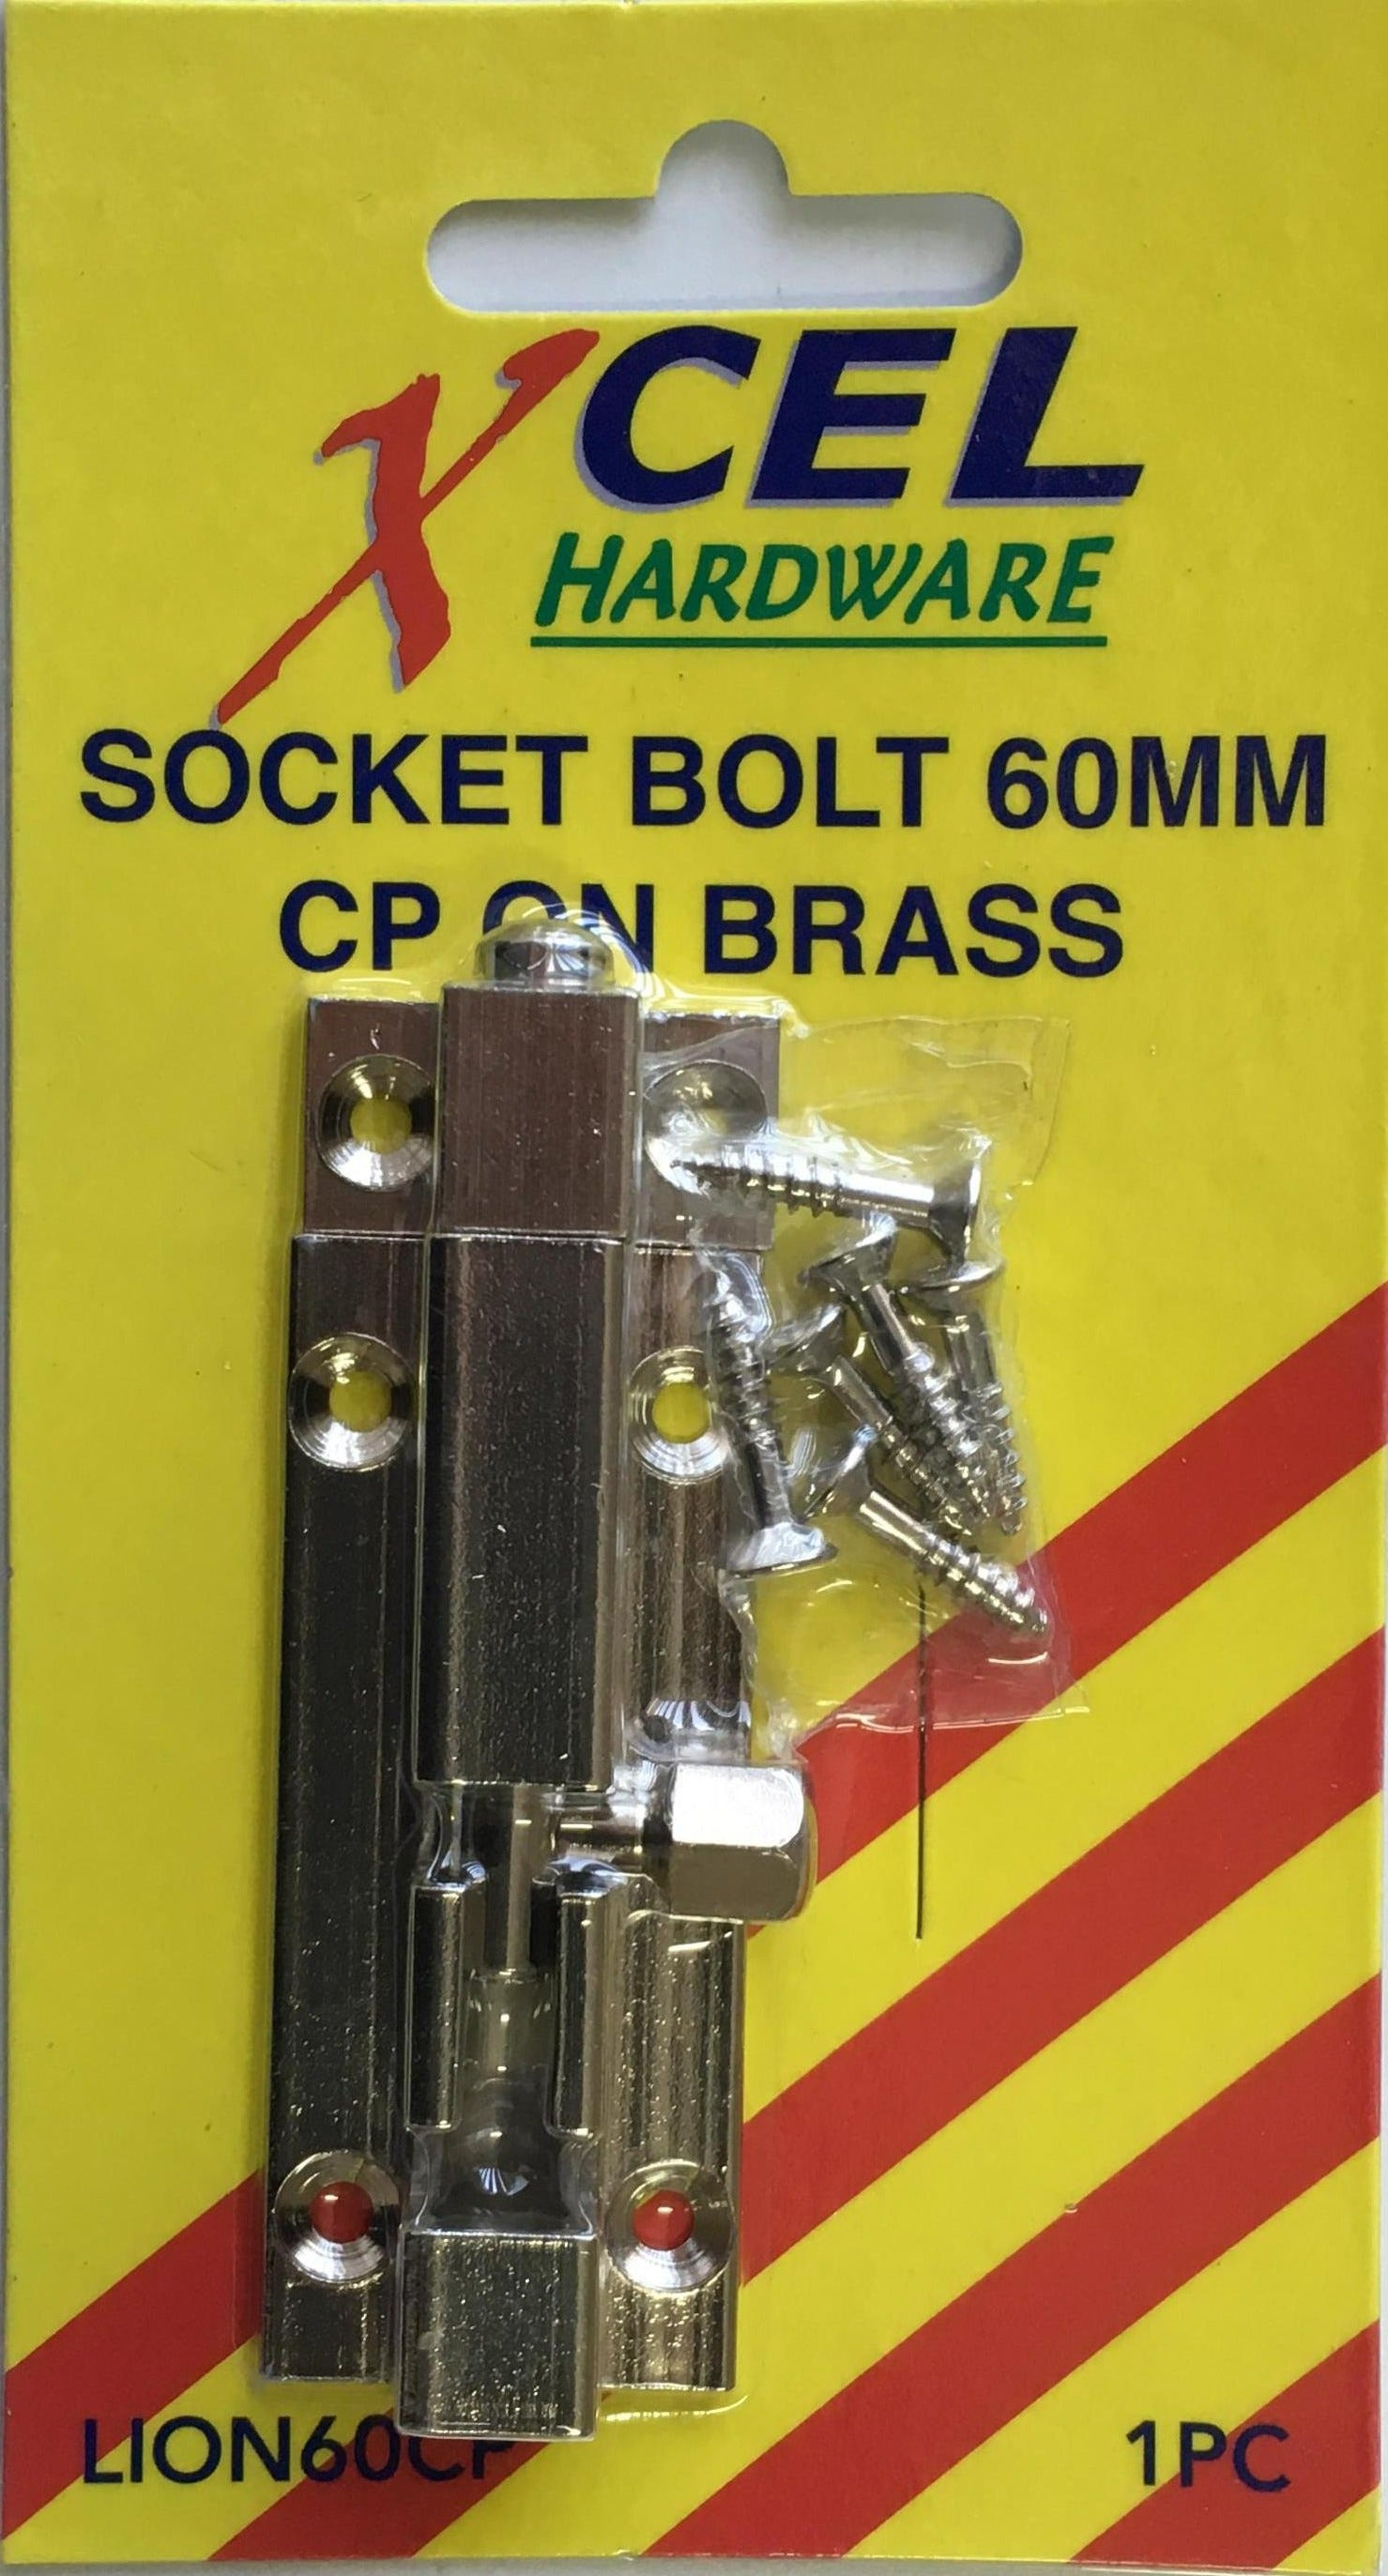 XCEL
HARDWARE
SOCKET BOLT 60MM
CP ON BRASS
LION60CP
1PC